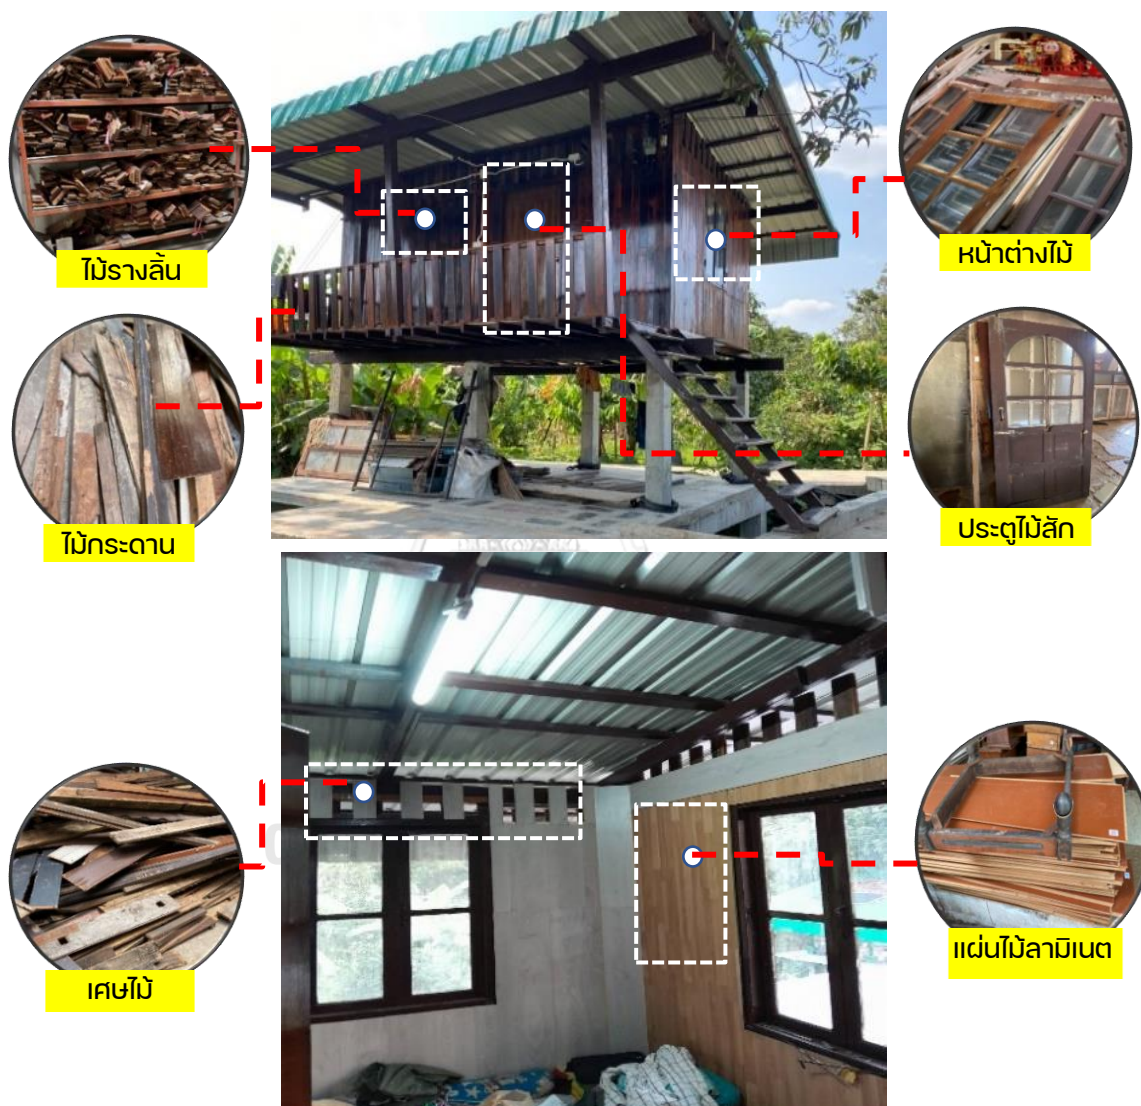 ไม้รางลิ้น
หน้าต่างไม้
ไม้กระดาน
ประตูไม้สัก
เศษไม้
แผ่นไม้ลามิเนต